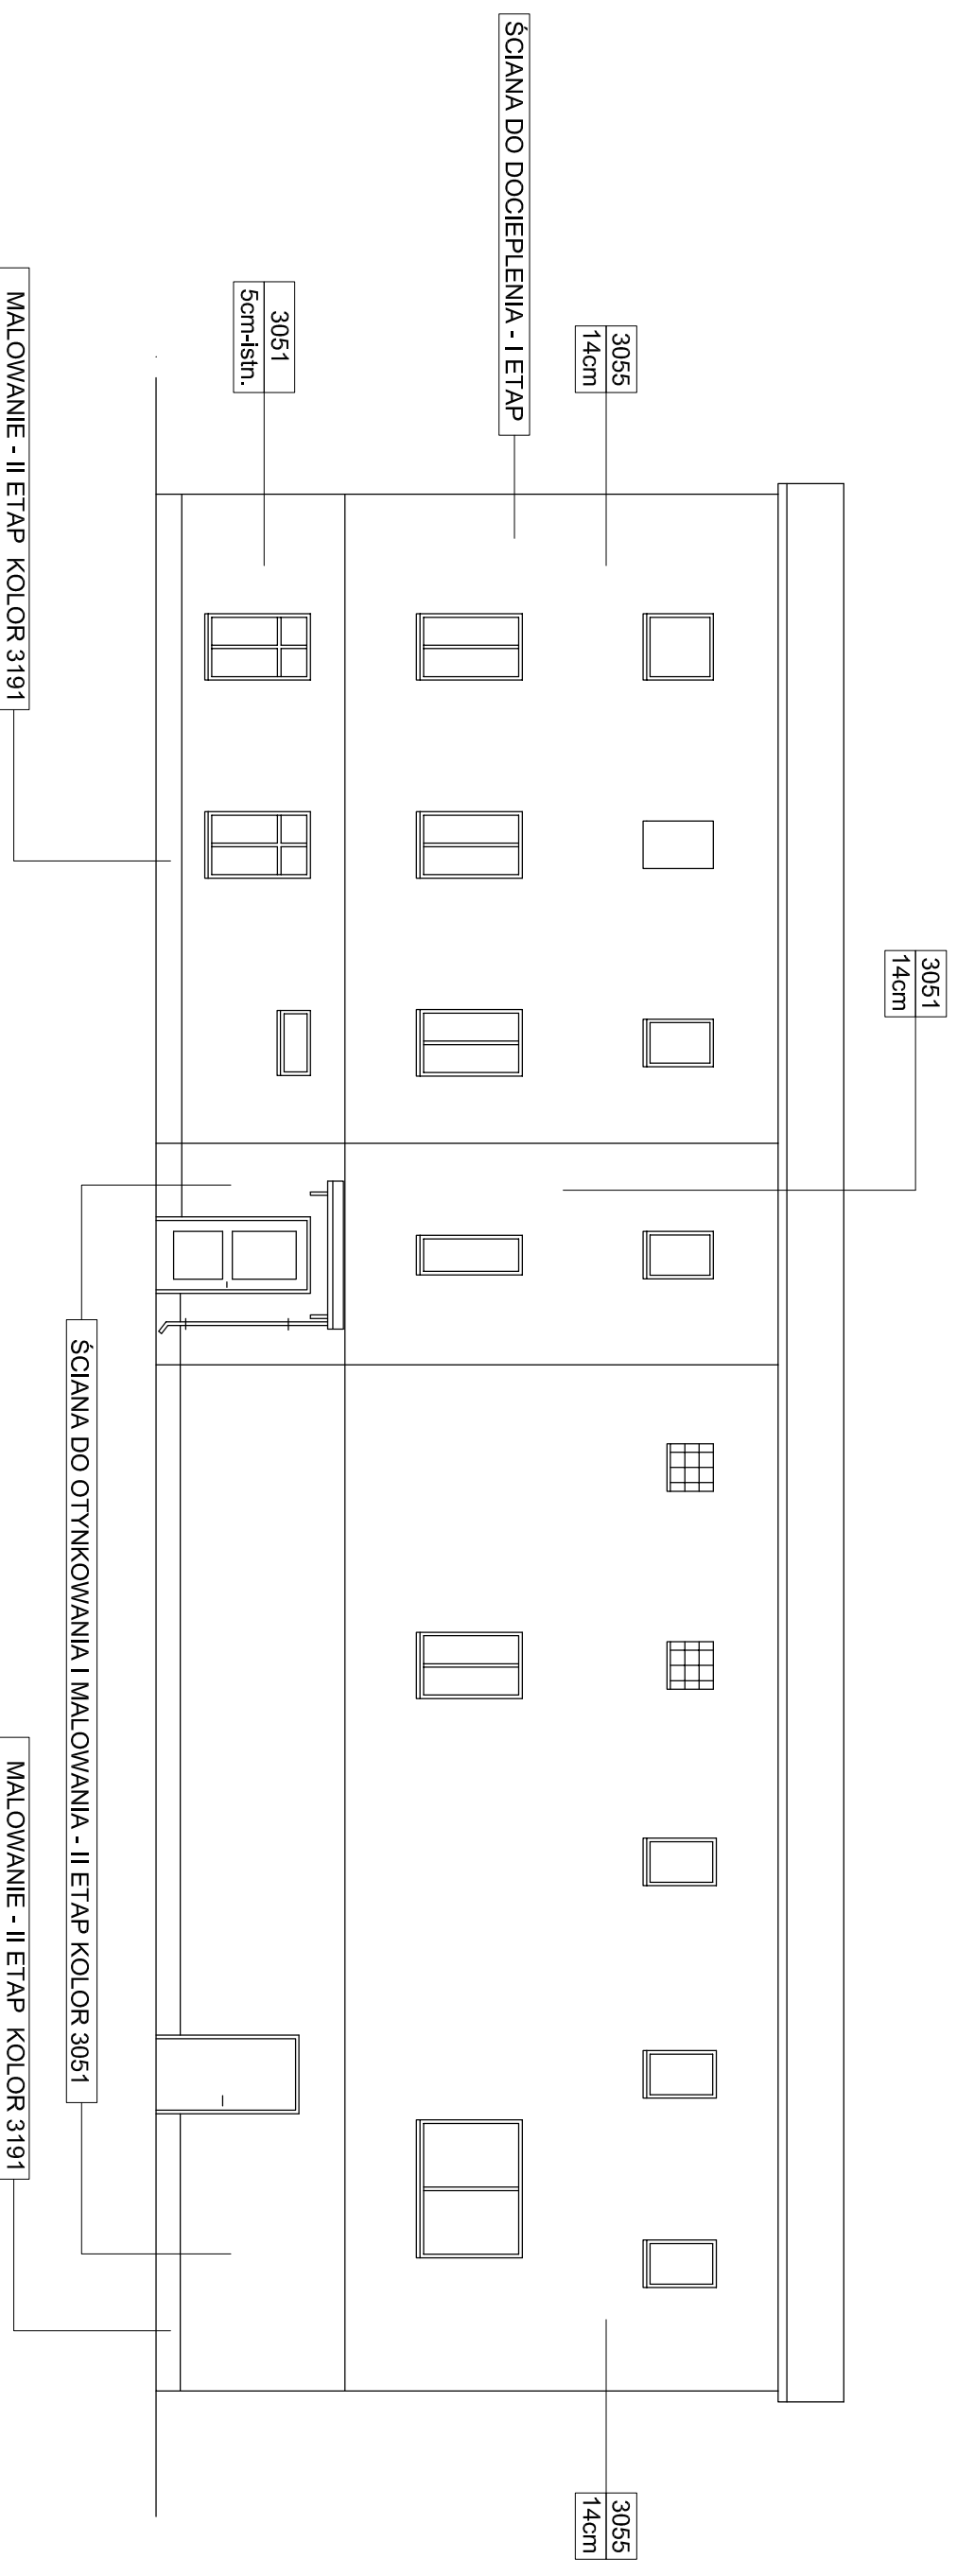 3051
14cm
3055
14cm
3055
14cm
ŚCIANA DO DOCIEPLENIA - I ETAP
3051
5cm-istn.
ŚCIANA DO OTYNKOWANIA I MALOWANIA - II ETAP KOLOR 3051
MALOWANIE - II ETAP KOLOR 3191
MALOWANIE - II ETAP KOLOR 3191